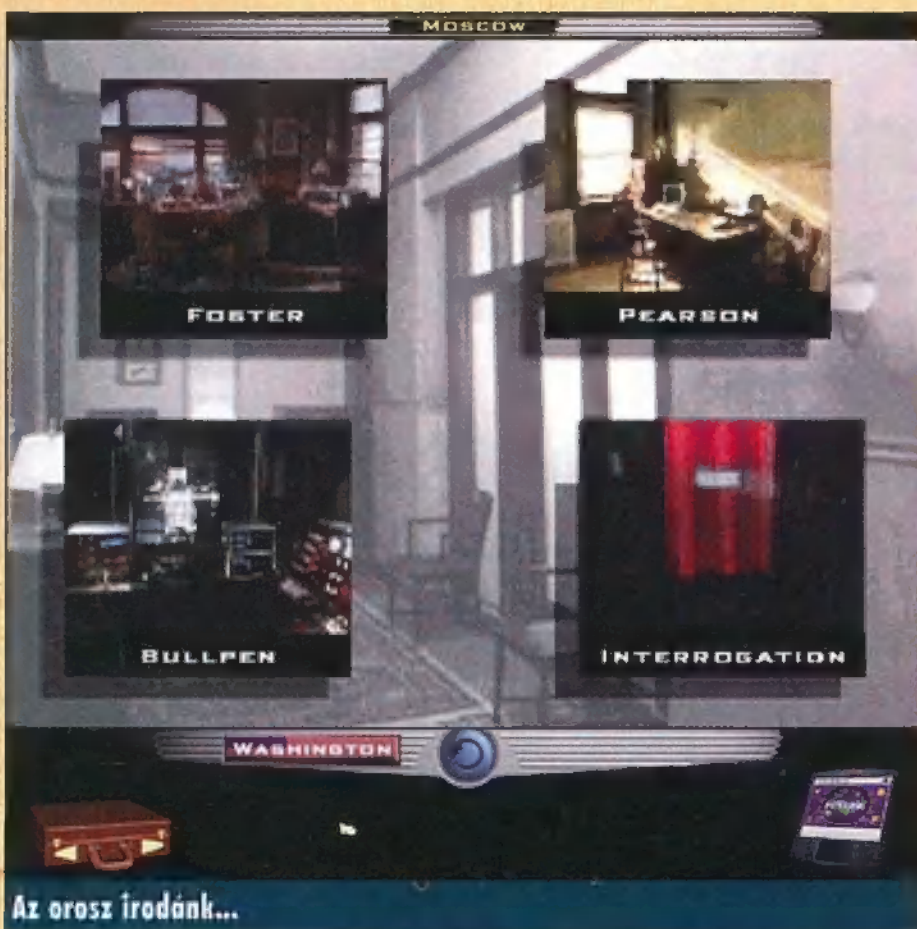 MOSCOW
FOSTER
PEARSON
BULLPEN
INTERROGATION
WASHINGTON
Az orosz irodánk...